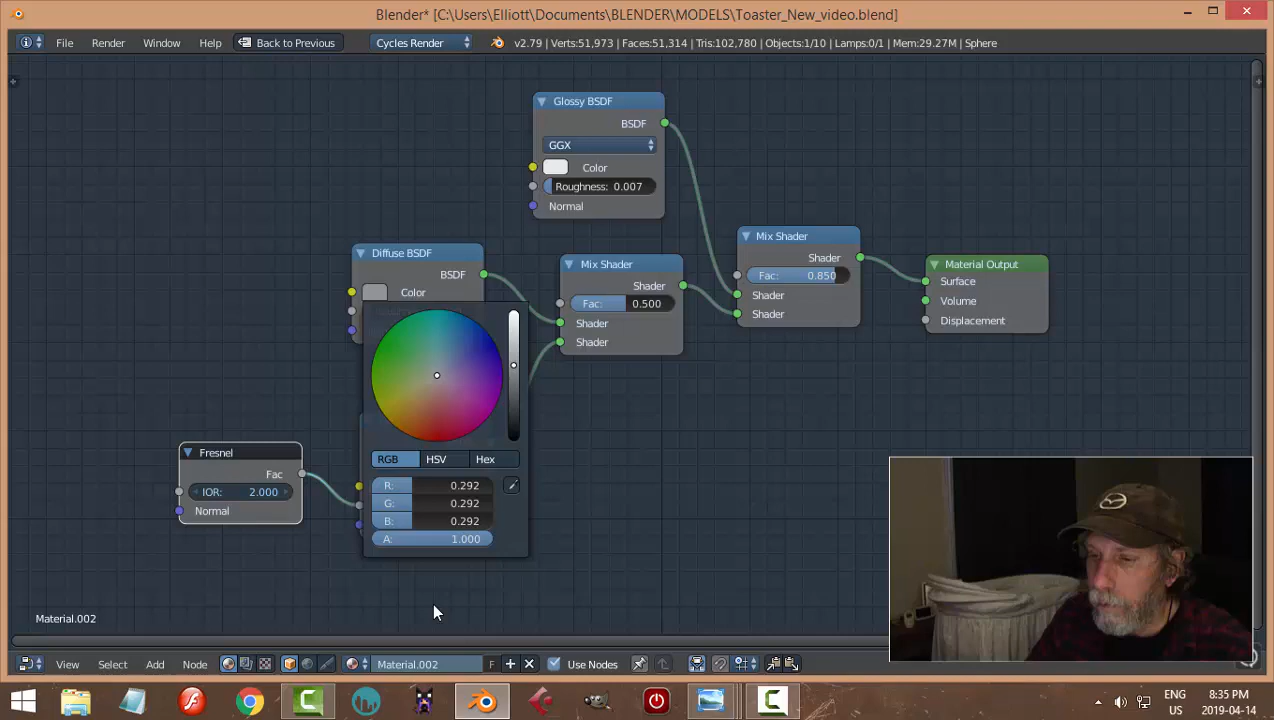 Blender* [C:\Users\Elliott\Documents\BLENDER\MODELS\Toaster_New_video.blend]
File Render Window Help Back to Previous Cycles Render v2.79 | Verts:51,973 | Faces:51,314 | Tris:102,780 | Objects:1/10 | Lamps:0/1 | Mem:29.27M | Sphere
Glossy BSDF
BSDF
GGX
Color
Roughness: 0.007
Normal
Diffuse BSDF
BSDF
Color
Mix Shader
Shader
Fac: 0.500
Shader
Shader
Mix Shader
Shader
Fac: 0.850
Shader
Shader
Material Output
Surface
Volume
Displacement
RGB HSV Hex
R: 0.292
G: 0.292
B: 0.292
A: 1.000
Fresnel
Fac
IOR: 2.000
Normal
Material.002
View Select Add Node Material.002 F Use Nodes
ENG 8:35 PM
US 2019-04-14